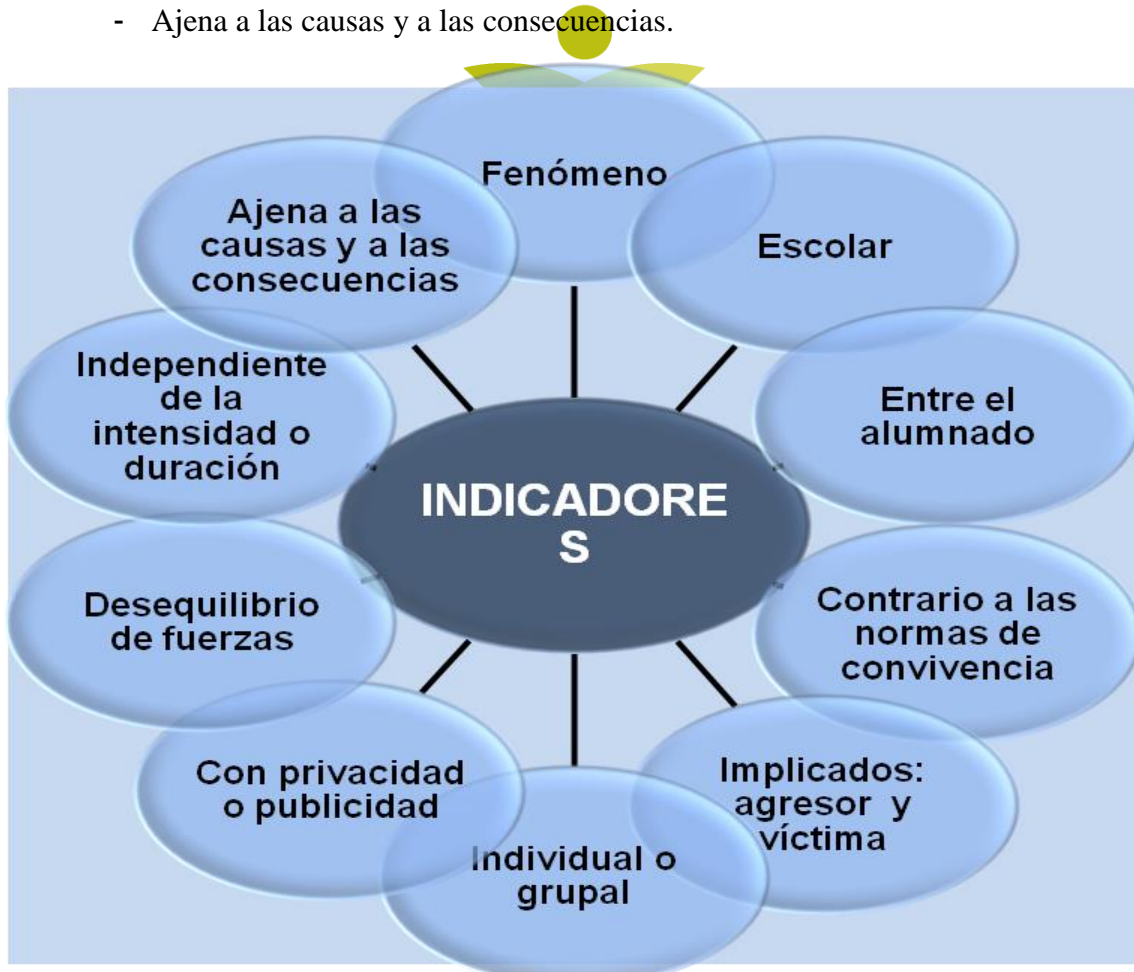 - Ajena a las causas y a las consecuencias.
Fenómeno
Escolar
Entre el
alumnado
Contrario a las
normas de
convivencia
Implicados:
agresor y
víctima
Individual o
grupal
Con privacidad
o publicidad
Desequilibrio
de fuerzas
Independiente
de la
intensidad o
duración
Ajena a las
causas y a las
consecuencias
INDICADORE
S